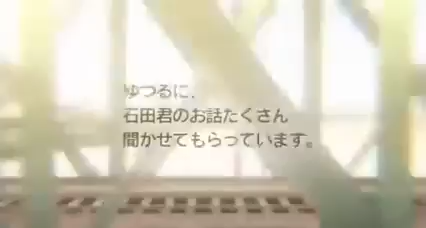 ゆつるに、
石田君のお話たくさん
聞かせてもらっています。